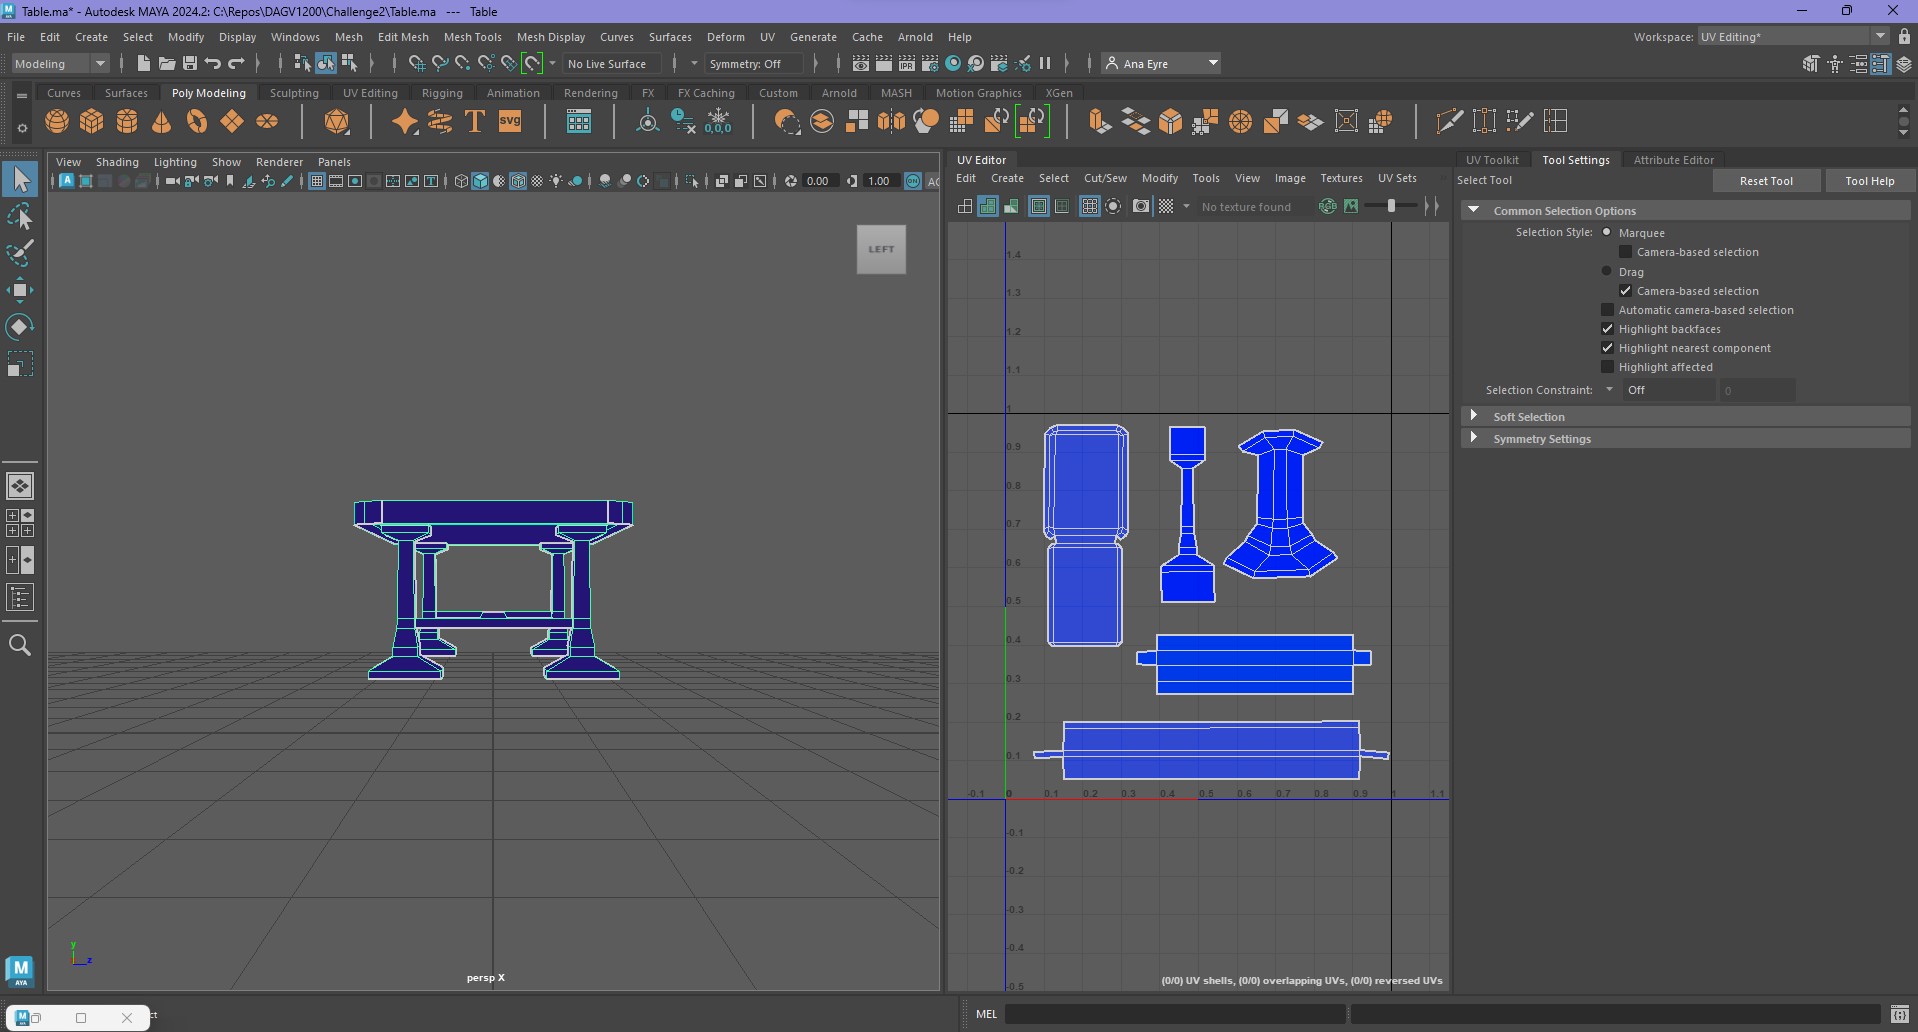 Table.ma* - Autodesk MAYA 2024.2: C:\Repos\DAGV1200\Challenge2\Table.ma --- Table
File Edit Create Select Modify Display Windows Mesh Edit Mesh Mesh Tools Mesh Display Curves Surfaces Deform UV Generate Cache Arnold Help
Workspace: UV Editing*
Modeling No Live Surface Symmetry: Off Ana Eyre
Curves Surfaces Poly Modeling Sculpting UV Editing Rigging Animation Rendering FX FX Caching Custom Arnold MASH Motion Graphics XGen
T svg 0,0,0
View Shading Lighting Show Renderer Panels
0.00 1.00 ON AC
LEFT
persp X
y
z
UV Editor
Edit Create Select Cut/Sew Modify Tools View Image Textures UV Sets
No texture found RGB
1.4
1.3
1.2
1.1
1
0.9
0.8
0.7
0.6
0.5
0.4
0.3
0.2
0.1
-0.1 0 0.1 0.2 0.3 0.4 0.5 0.6 0.7 0.8 0.9 1 1.1
-0.1
-0.2
-0.3
-0.4
-0.5
(0/0) UV shells, (0/0) overlapping UVs, (0/0) reversed UVs
UV Toolkit Tool Settings Attribute Editor
Select Tool Reset Tool Tool Help
Common Selection Options
Selection Style: Marquee
Camera-based selection
Drag
Camera-based selection
Automatic camera-based selection
Highlight backfaces
Highlight nearest component
Highlight affected
Selection Constraint: Off 0
Soft Selection
Symmetry Settings
M
AYA
ct
MEL